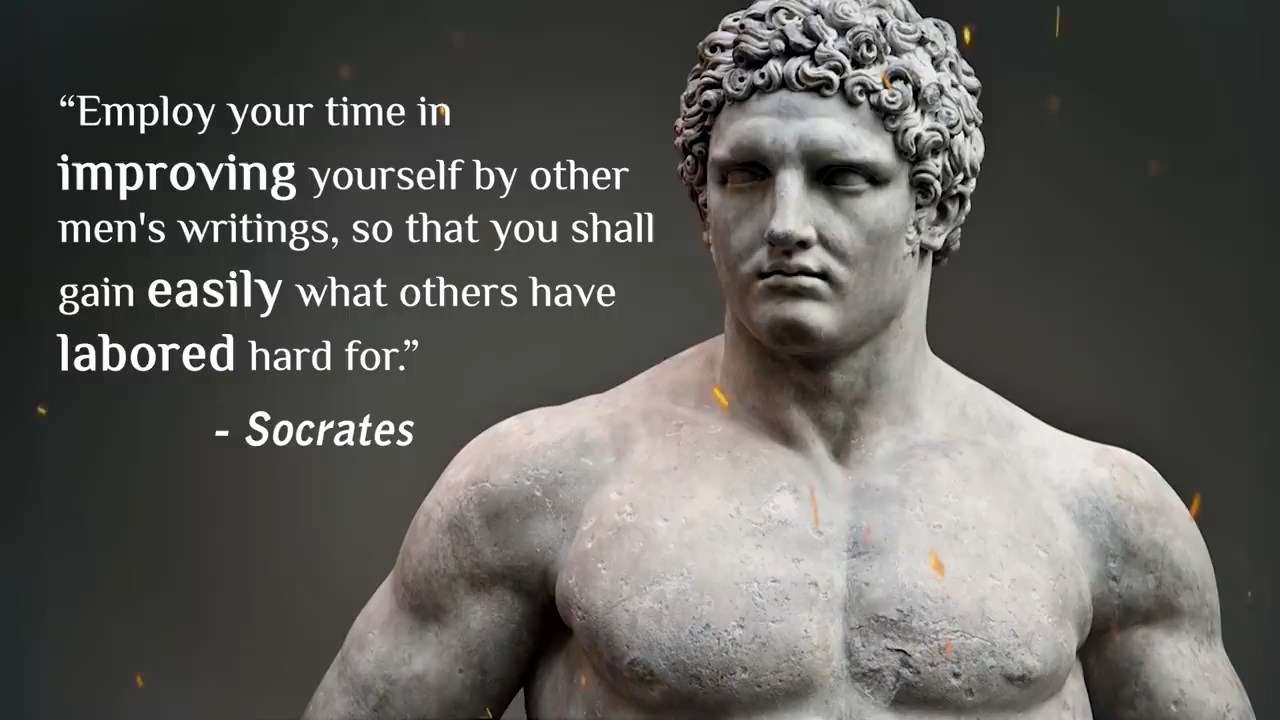 “Employ your time in
improving yourself by other
men's writings, so that you shall
gain easily what others have
labored hard for.”
- Socrates